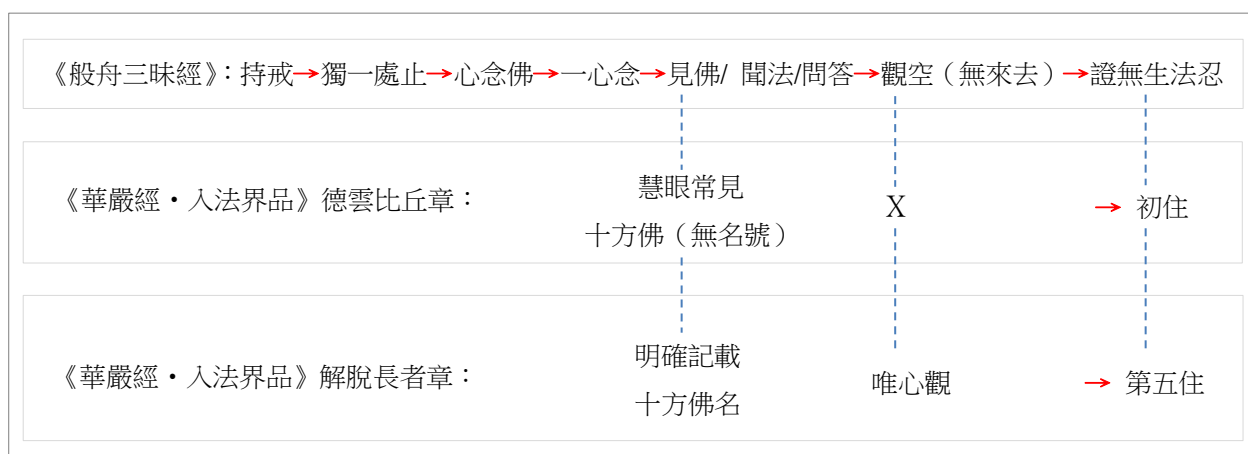 《般舟三昧經》：持戒→獨一處止→心念佛→一心念→見佛/ 聞法/問答→觀空（無來去）→證無生法忍
《華嚴經・入法界品》德雲比丘章：
慧眼常見
十方佛（無名號）
X
→ 初住
《華嚴經・入法界品》解脫長者章：
明確記載
十方佛名
唯心觀
→ 第五住